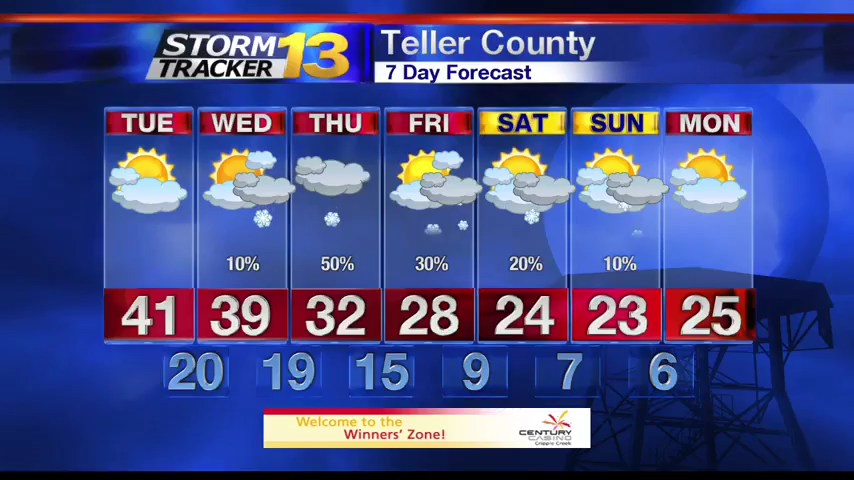 STORM
TRACKER
13
Teller County
7 Day Forecast
TUE WED THU FRI SAT SUN MON
10% 50% 30% 20% 10%
41 39 32 28 24 23 25
20 19 15 9 7 6
Welcome to the
Winners' Zone!
CENTURY
CASINO
Cripple Creek